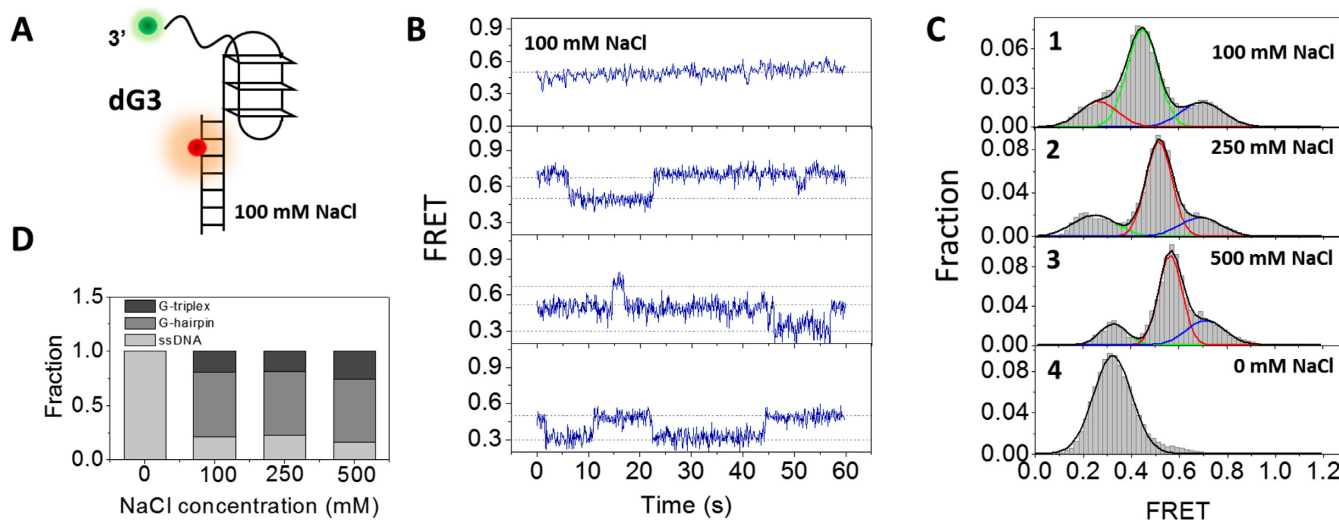 A
3'
dG3
100 mM NaCl
B
100 mM NaCl
0.9
0.6
0.3
0.0
0.9
0.6
0.3
0.9
0.6
0.3
0.9
0.6
0.3
FRET
0 10 20 30 40 50 60
Time (s)
C
1
100 mM NaCl
0.06
0.03
0.00
2
250 mM NaCl
0.08
0.04
0.00
3
500 mM NaCl
0.08
0.04
0.00
4
0 mM NaCl
0.08
0.04
0.00
Fraction
0.0 0.2 0.4 0.6 0.8 1.0 1.2
FRET
D
1.5
1.0
0.5
0.0
Fraction
G-triplex
G-hairpin
ssDNA
0 100 250 500
NaCl concentration (mM)